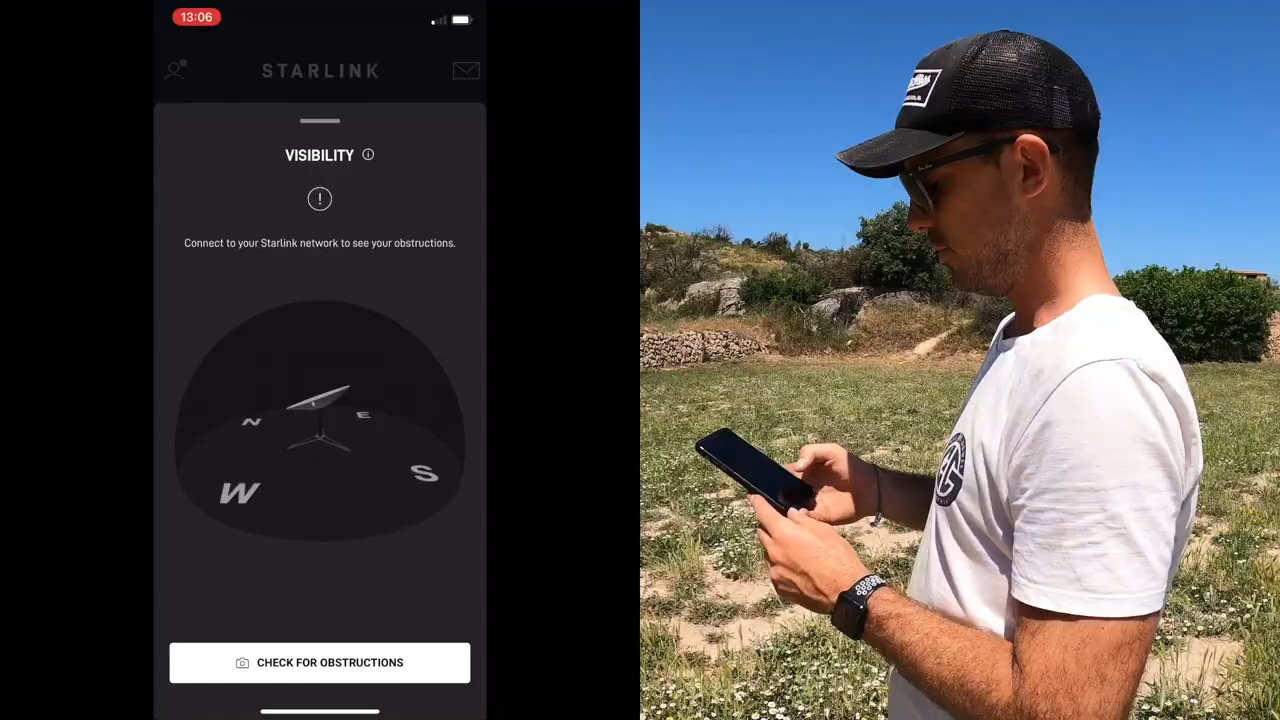 13:06
STARLINK
VISIBILITY
!
Connect to your Starlink network to see your obstructions.
N
E
W
S
CHECK FOR OBSTRUCTIONS